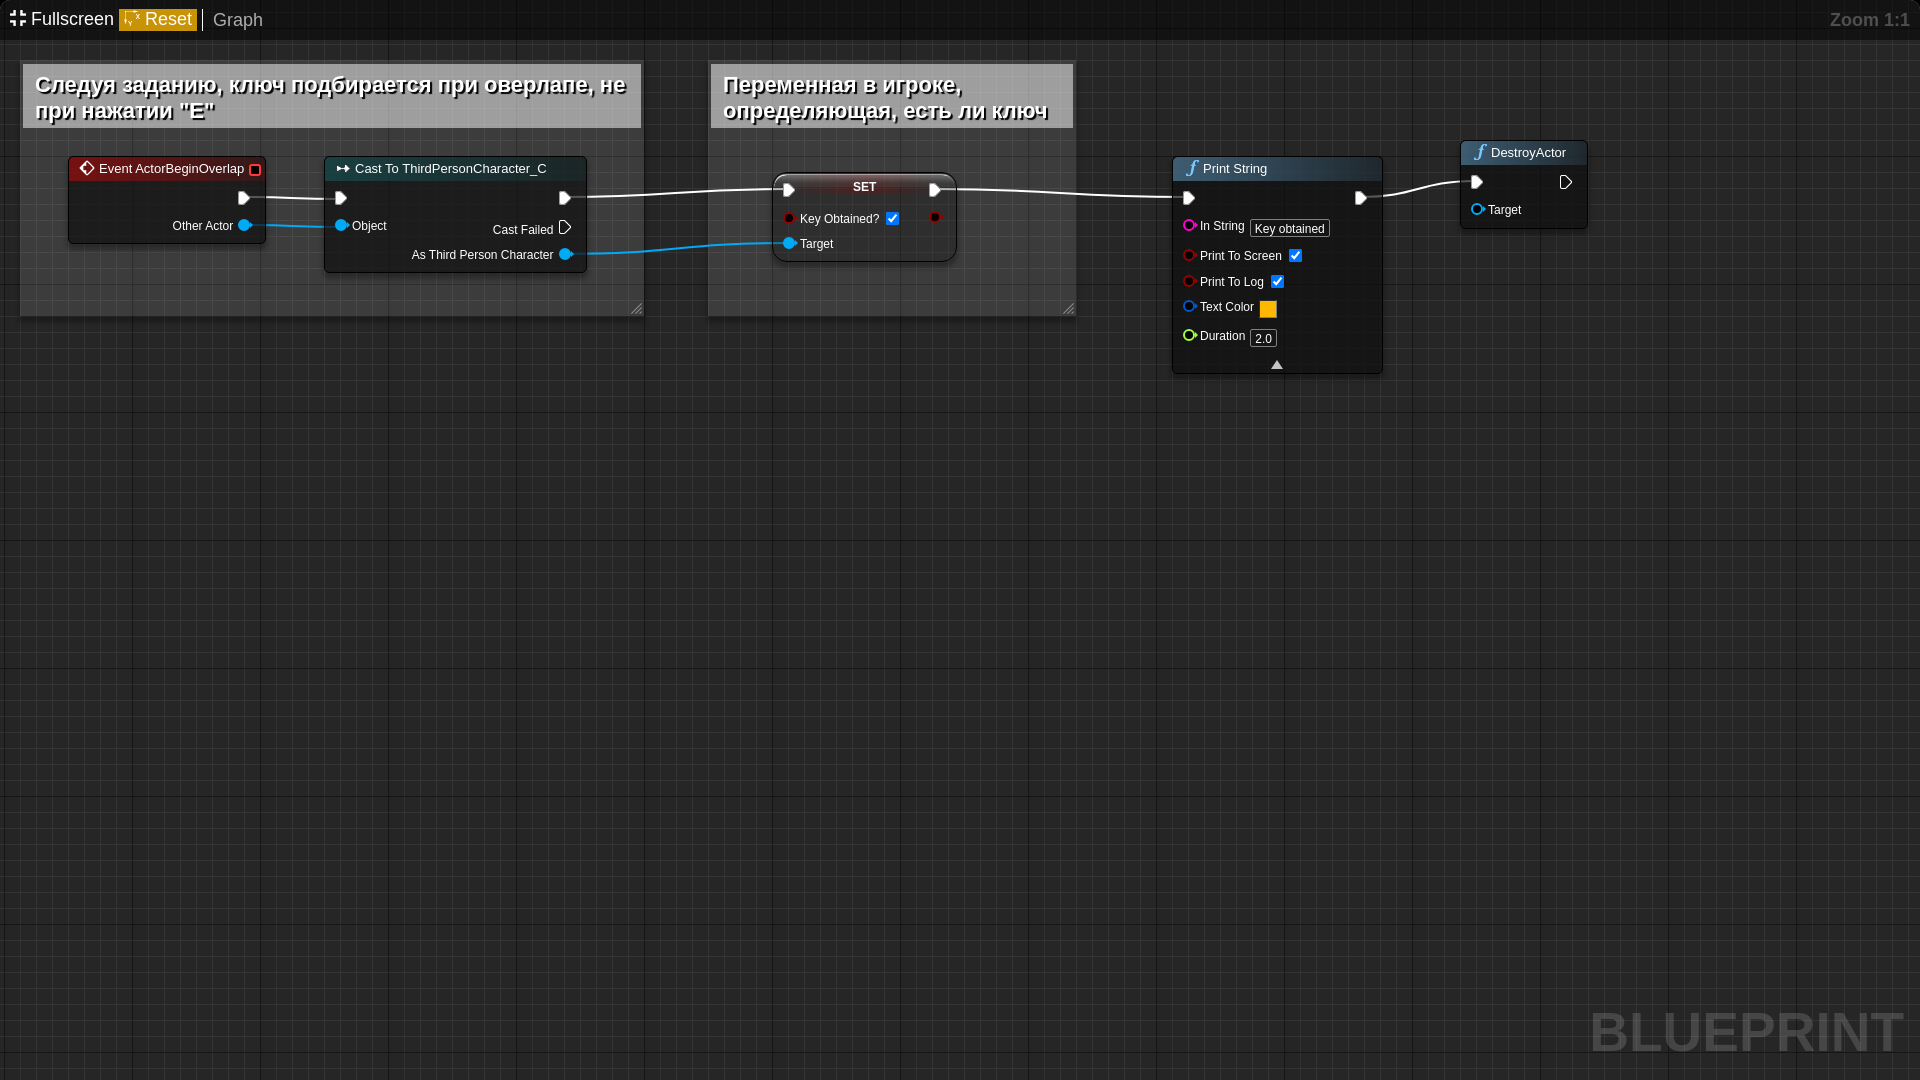 Fullscreen Reset Graph Zoom 1:1
Следуя заданию, ключ подбирается при оверлапе, не
при нажатии "Е"
Переменная в игроке,
определяющая, есть ли ключ
Event ActorBeginOverlap
Other Actor
Cast To ThirdPersonCharacter_C
Object
Cast Failed
As Third Person Character
SET
Key Obtained?
Target
Print String
In String Key obtained
Print To Screen
Print To Log
Text Color
Duration 2.0
DestroyActor
Target
BLUEPRINT